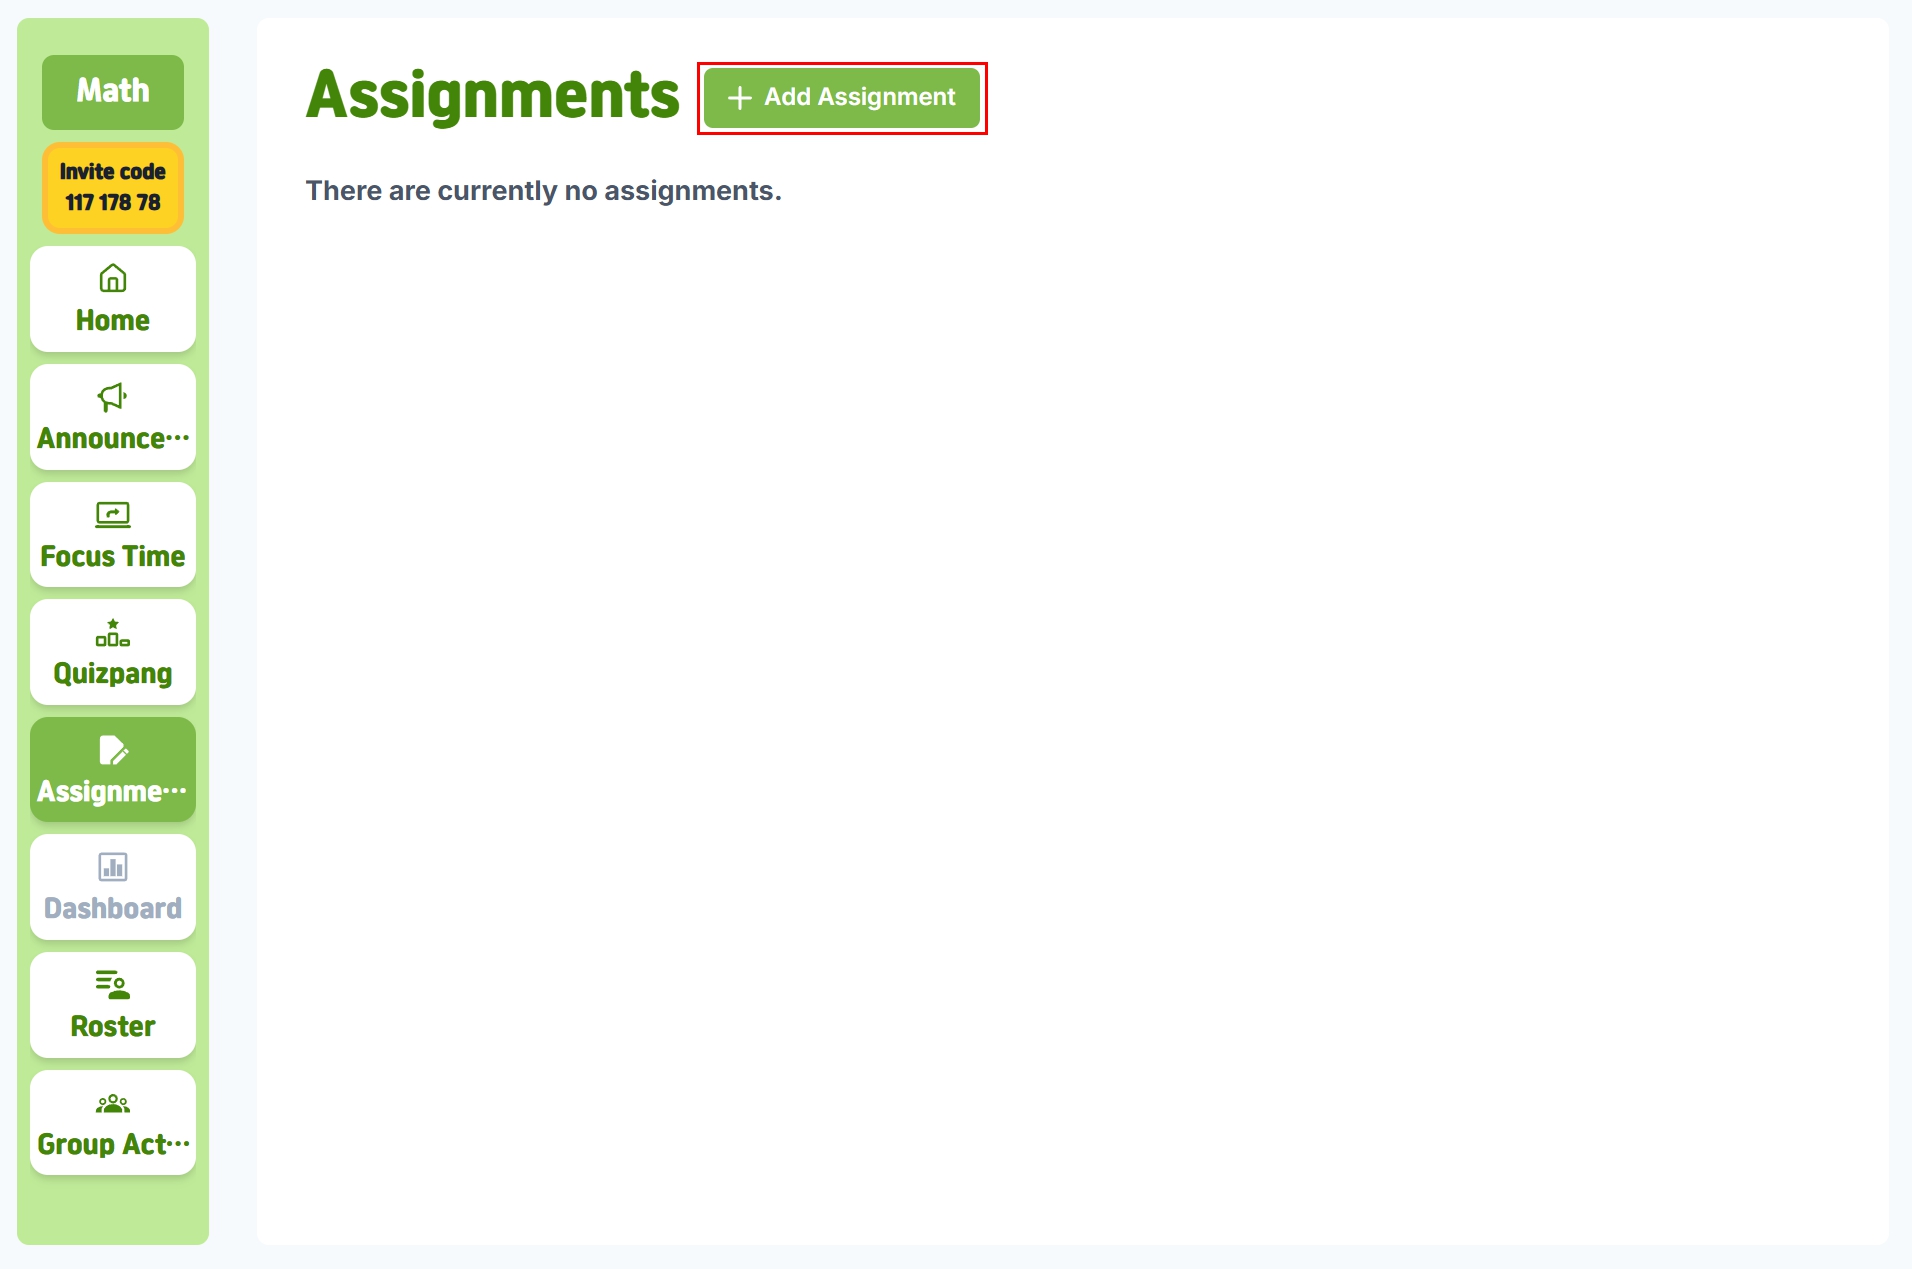 Math
Invite code
117 178 78
Home
Announce···
Focus Time
Quizpang
Assignme···
Dashboard
Roster
Group Act···
Assignments
+ Add Assignment
There are currently no assignments.